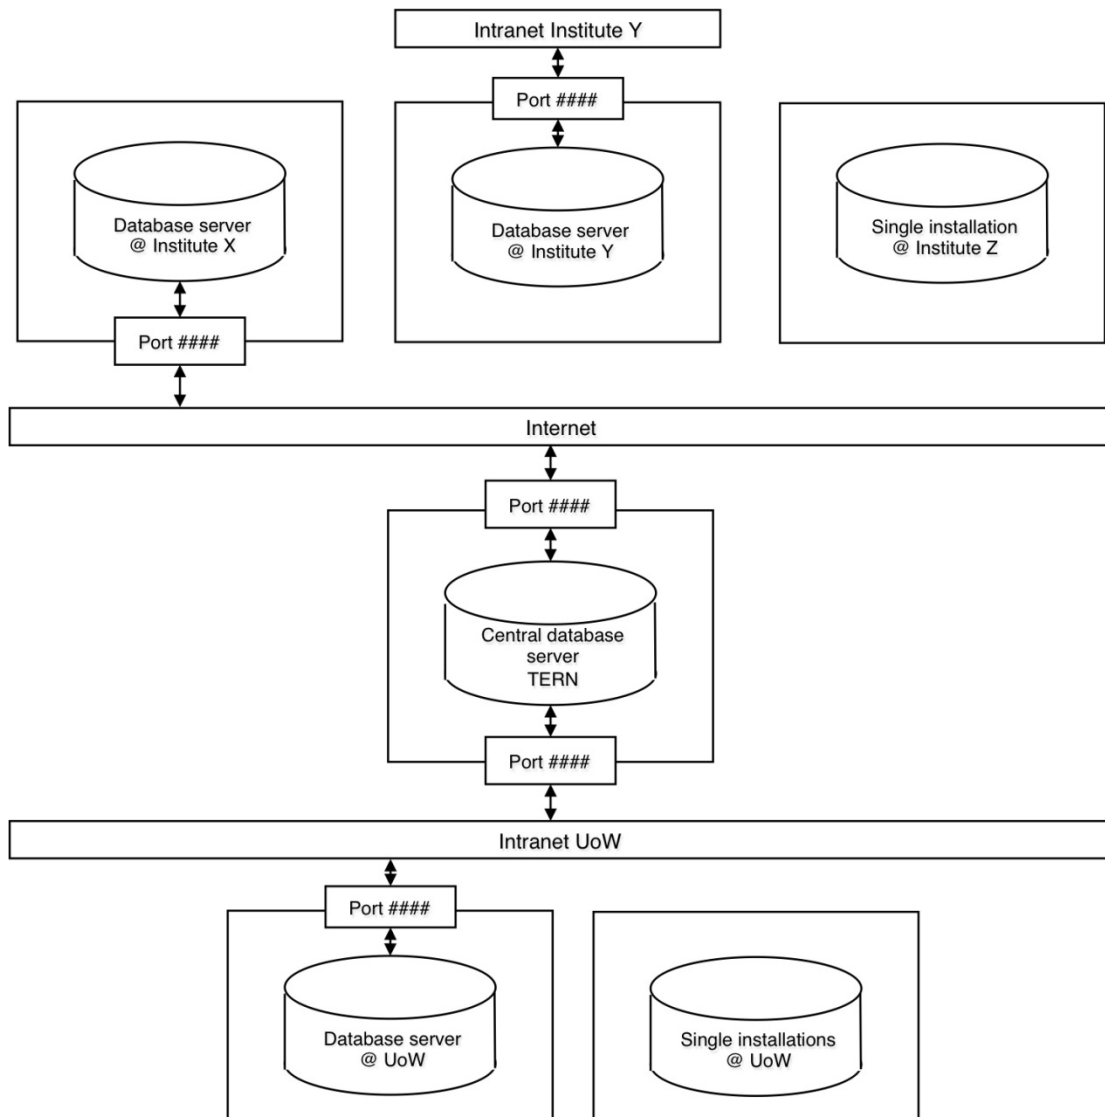 Intranet Institute Y
Port ####
Database server
@ Institute X
Database server
@ Institute Y
Single installation
@ Institute Z
Port ####
Internet
Port ####
Central database
server
TERN
Port ####
Intranet UoW
Port ####
Database server
@ UoW
Single installations
@ UoW